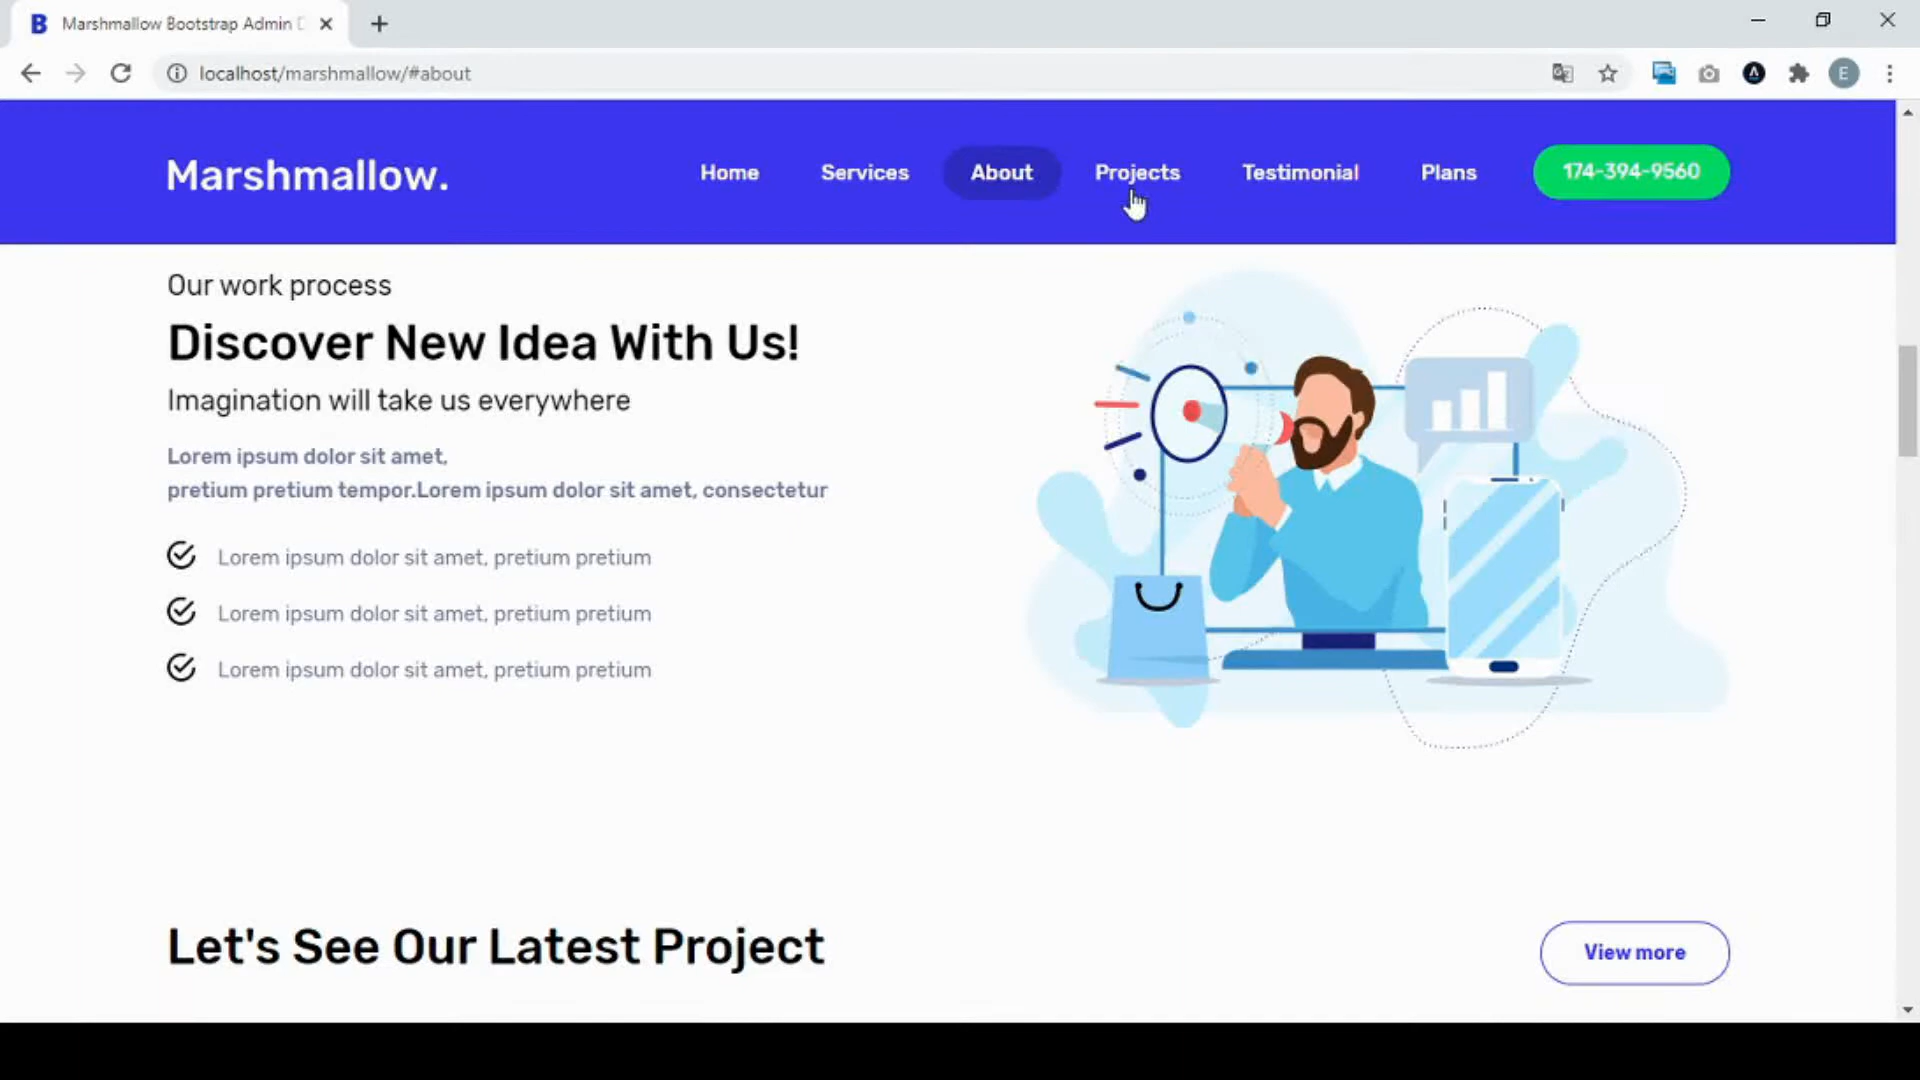 B Marshmallow Bootstrap Admin D
localhost/marshmallow/#about
E
Marshmallow.
Home
Services
About
Projects
Testimonial
Plans
174-394-9560
Our work process
Discover New Idea With Us!
Imagination will take us everywhere
Lorem ipsum dolor sit amet,
pretium pretium tempor.Lorem ipsum dolor sit amet, consectetur
Lorem ipsum dolor sit amet, pretium pretium
Lorem ipsum dolor sit amet, pretium pretium
Lorem ipsum dolor sit amet, pretium pretium
Let's See Our Latest Project
View more